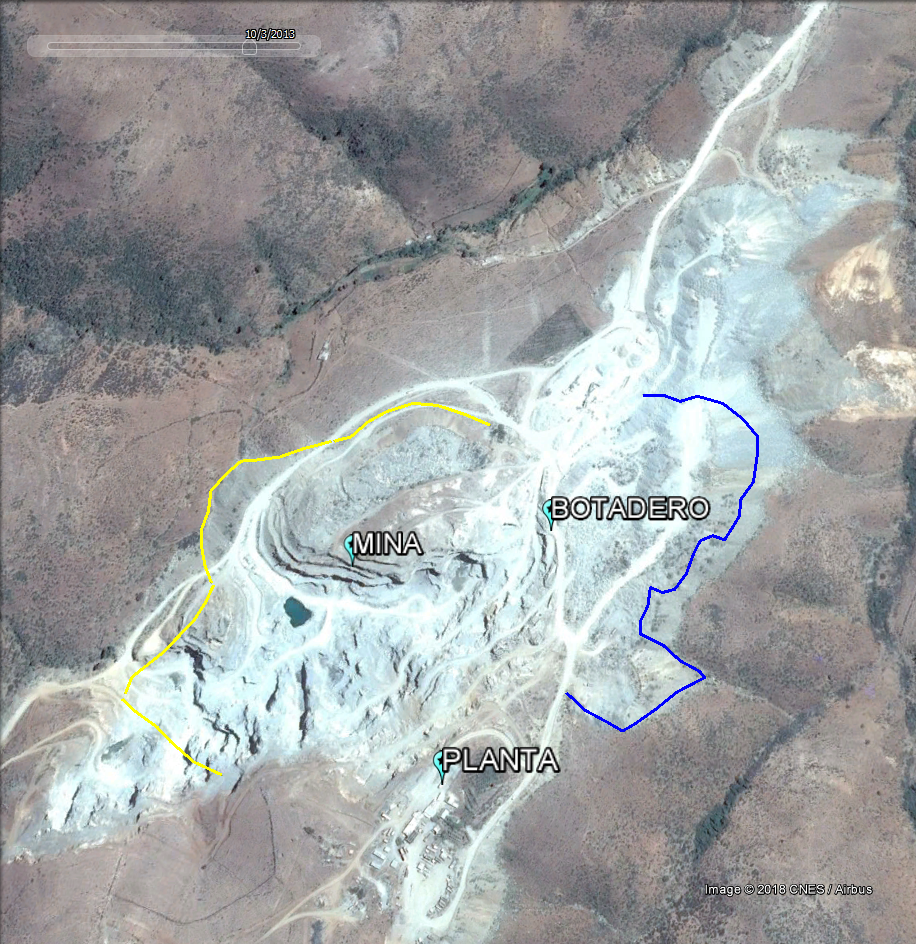 10/3/2013
BOTADERO
MINA
PLANTA
Image © 2018 CNES / Airbus